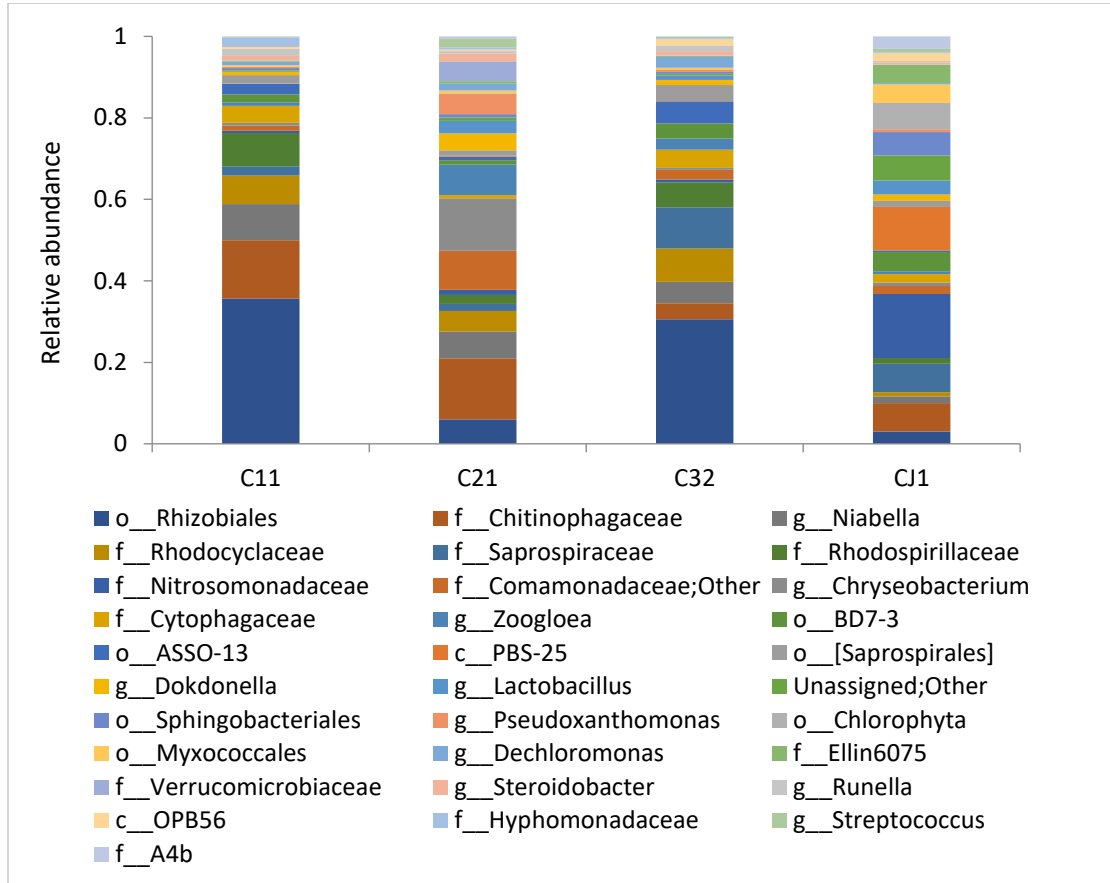 1
0.8
0.6
0.4
0.2
0
Relative abundance
C11 C21 C32 CJ1
o__Rhizobiales f__Chitinophagaceae g__Niabella
f__Rhodocyclaceae f__Saprospiraceae f__Rhodospirillaceae
f__Nitrosomonadaceae f__Comamonadaceae;Other g__Chryseobacterium
f__Cytophagaceae g__Zoogloea o__BD7-3
o__ASSO-13 c__PBS-25 o__[Saprospirales]
g__Dokdonella g__Lactobacillus Unassigned;Other
o__Sphingobacteriales g__Pseudoxanthomonas o__Chlorophyta
o__Myxococcales g__Dechloromonas f__Ellin6075
f__Verrucomicrobiaceae g__Steroidobacter g__Runella
c__OPB56 f__Hyphomonadaceae g__Streptococcus
f__A4b